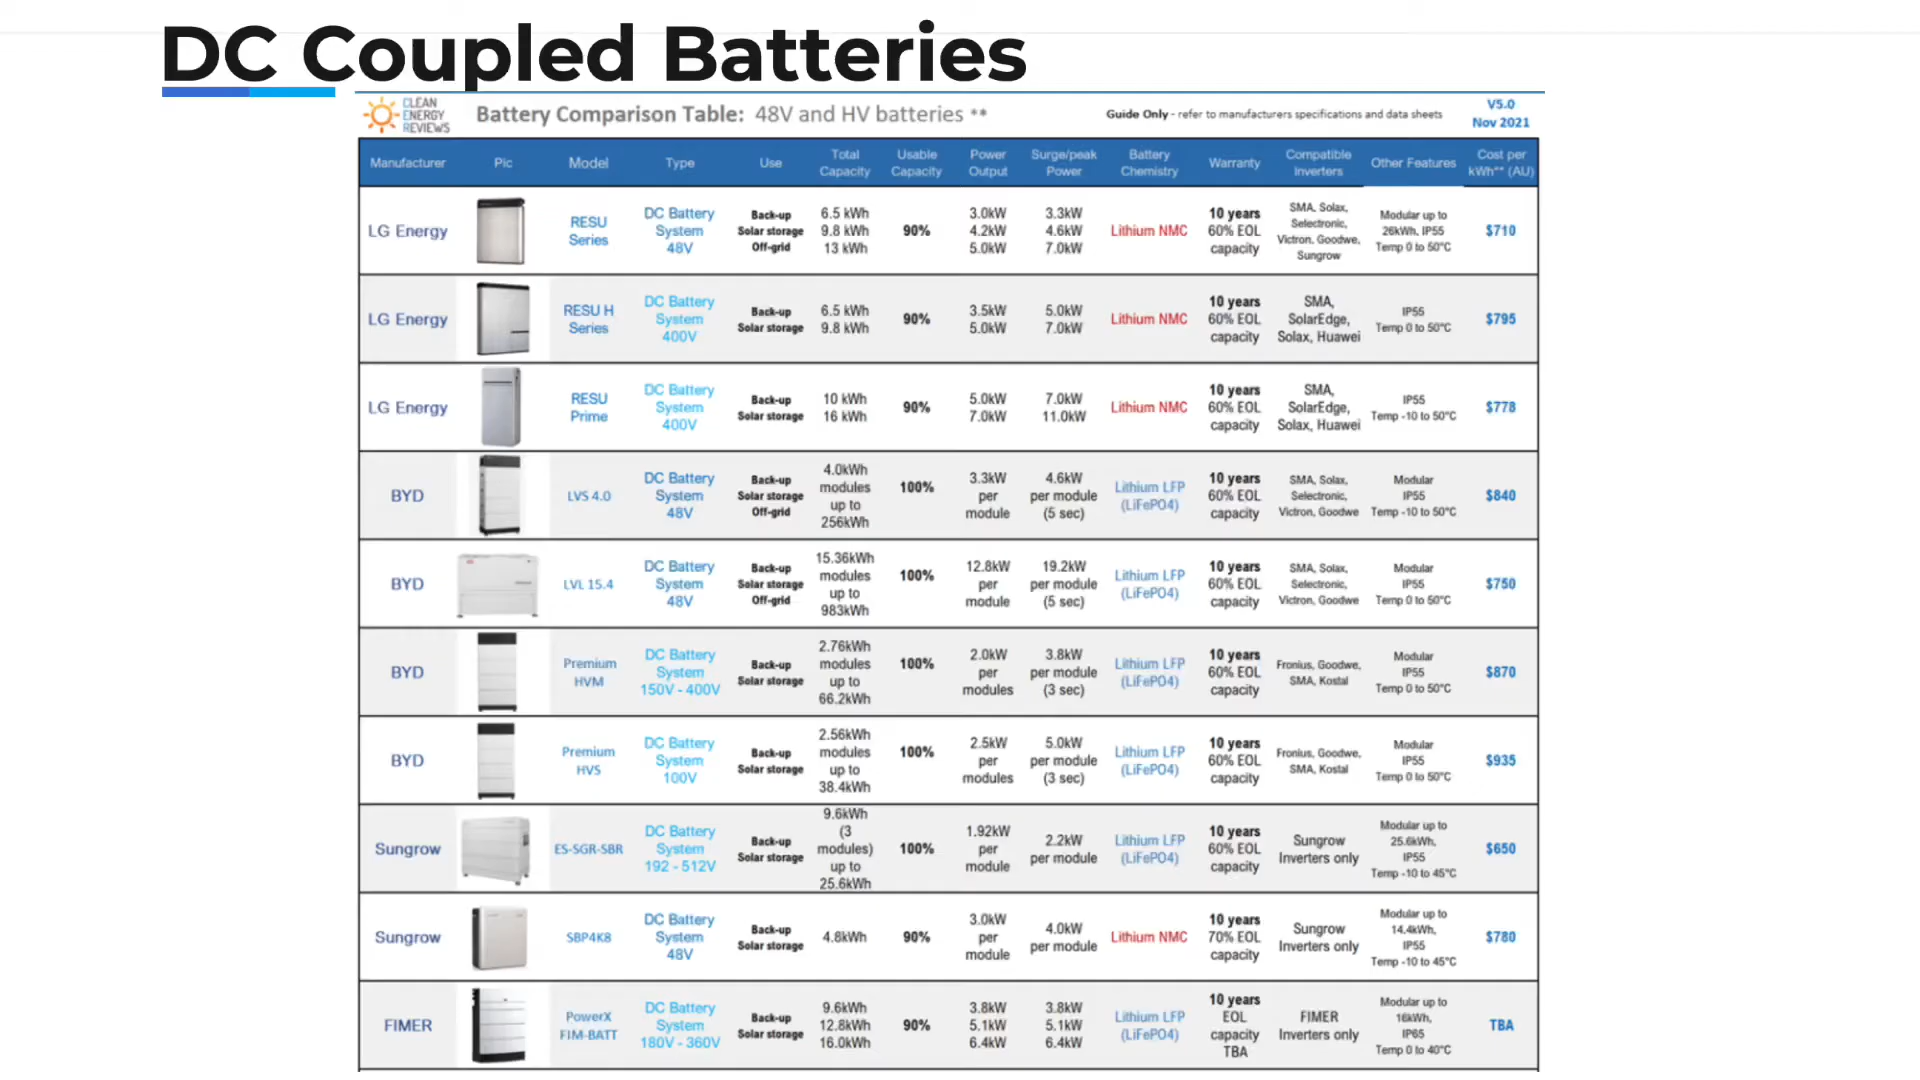 DC Coupled Batteries
CLEAN
ENERGY
REVIEWS
Battery Comparison Table: 48V and HV batteries **
Guide Only - refer to manufacturers specifications and data sheets
V5.0
Nov 2021
Manufacturer Pic Model Type Use Total Capacity Usable Capacity Power Output Surge/peak Power Battery Chemistry Warranty Compatible Inverters Other Features Cost per kWh** (AU)
LG Energy RESU Series DC Battery System 48V Back-up Solar storage Off-grid 6.5 kWh 9.8 kWh 13 kWh 90% 3.0kW 4.2kW 5.0kW 3.3kW 4.6kW 7.0kW Lithium NMC 10 years 60% EOL capacity SMA, Solax, Selectronic, Victron, Goodwe, Sungrow Modular up to 26kWh, IP55 Temp 0 to 50°C $710
LG Energy RESU H Series DC Battery System 400V Back-up Solar storage 6.5 kWh 9.8 kWh 90% 3.5kW 5.0kW 5.0kW 7.0kW Lithium NMC 10 years 60% EOL capacity SMA, SolarEdge, Solax, Huawei IP55 Temp 0 to 50°C $795
LG Energy RESU Prime DC Battery System 400V Back-up Solar storage 10 kWh 16 kWh 90% 5.0kW 7.0kW 7.0kW 11.0kW Lithium NMC 10 years 60% EOL capacity SMA, SolarEdge, Solax, Huawei IP55 Temp -10 to 50°C $778
BYD LVS 4.0 DC Battery System 48V Back-up Solar storage Off-grid 4.0kWh modules up to 256kWh 100% 3.3kW per module 4.6kW per module (5 sec) Lithium LFP (LiFePO4) 10 years 60% EOL capacity SMA, Solax, Selectronic, Victron, Goodwe Modular IP55 Temp -10 to 50°C $840
BYD LVL 15.4 DC Battery System 48V Back-up Solar storage Off-grid 15.36kWh modules up to 983kWh 100% 12.8kW per module 19.2kW per module (5 sec) Lithium LFP (LiFePO4) 10 years 60% EOL capacity SMA, Solax, Selectronic, Victron, Goodwe Modular IP55 Temp 0 to 50°C $750
BYD Premium HVM DC Battery System 150V - 400V Back-up Solar storage 2.76kWh modules up to 66.2kWh 100% 2.0kW per modules 3.8kW per module (3 sec) Lithium LFP (LiFePO4) 10 years 60% EOL capacity Fronius, Goodwe, SMA, Kostal Modular IP55 Temp 0 to 50°C $870
BYD Premium HVS DC Battery System 100V Back-up Solar storage 2.56kWh modules up to 38.4kWh 100% 2.5kW per modules 5.0kW per module (3 sec) Lithium LFP (LiFePO4) 10 years 60% EOL capacity Fronius, Goodwe, SMA, Kostal Modular IP55 Temp 0 to 50°C $935
Sungrow ES-SGR-SBR DC Battery System 192 - 512V Back-up Solar storage 9.6kWh (3 modules) up to 25.6kWh 100% 1.92kW per module 2.2kW per module Lithium LFP (LiFePO4) 10 years 60% EOL capacity Sungrow Inverters only Modular up to 25.6kWh, IP55 Temp -10 to 45°C $650
Sungrow SBP4K8 DC Battery System 48V Back-up Solar storage 4.8kWh 90% 3.0kW per module 4.0kW per module Lithium NMC 10 years 70% EOL capacity Sungrow Inverters only Modular up to 14.4kWh, IP55 Temp -10 to 45°C $780
FIMER PowerX FIM-BATT DC Battery System 180V - 360V Back-up Solar storage 9.6kWh 12.8kWh 16.0kWh 90% 3.8kW 5.1kW 6.4kW 3.8kW 5.1kW 6.4kW Lithium LFP (LiFePO4) 10 years EOL capacity TBA FIMER Inverters only Modular up to 16kWh, IP65 Temp 0 to 40°C TBA